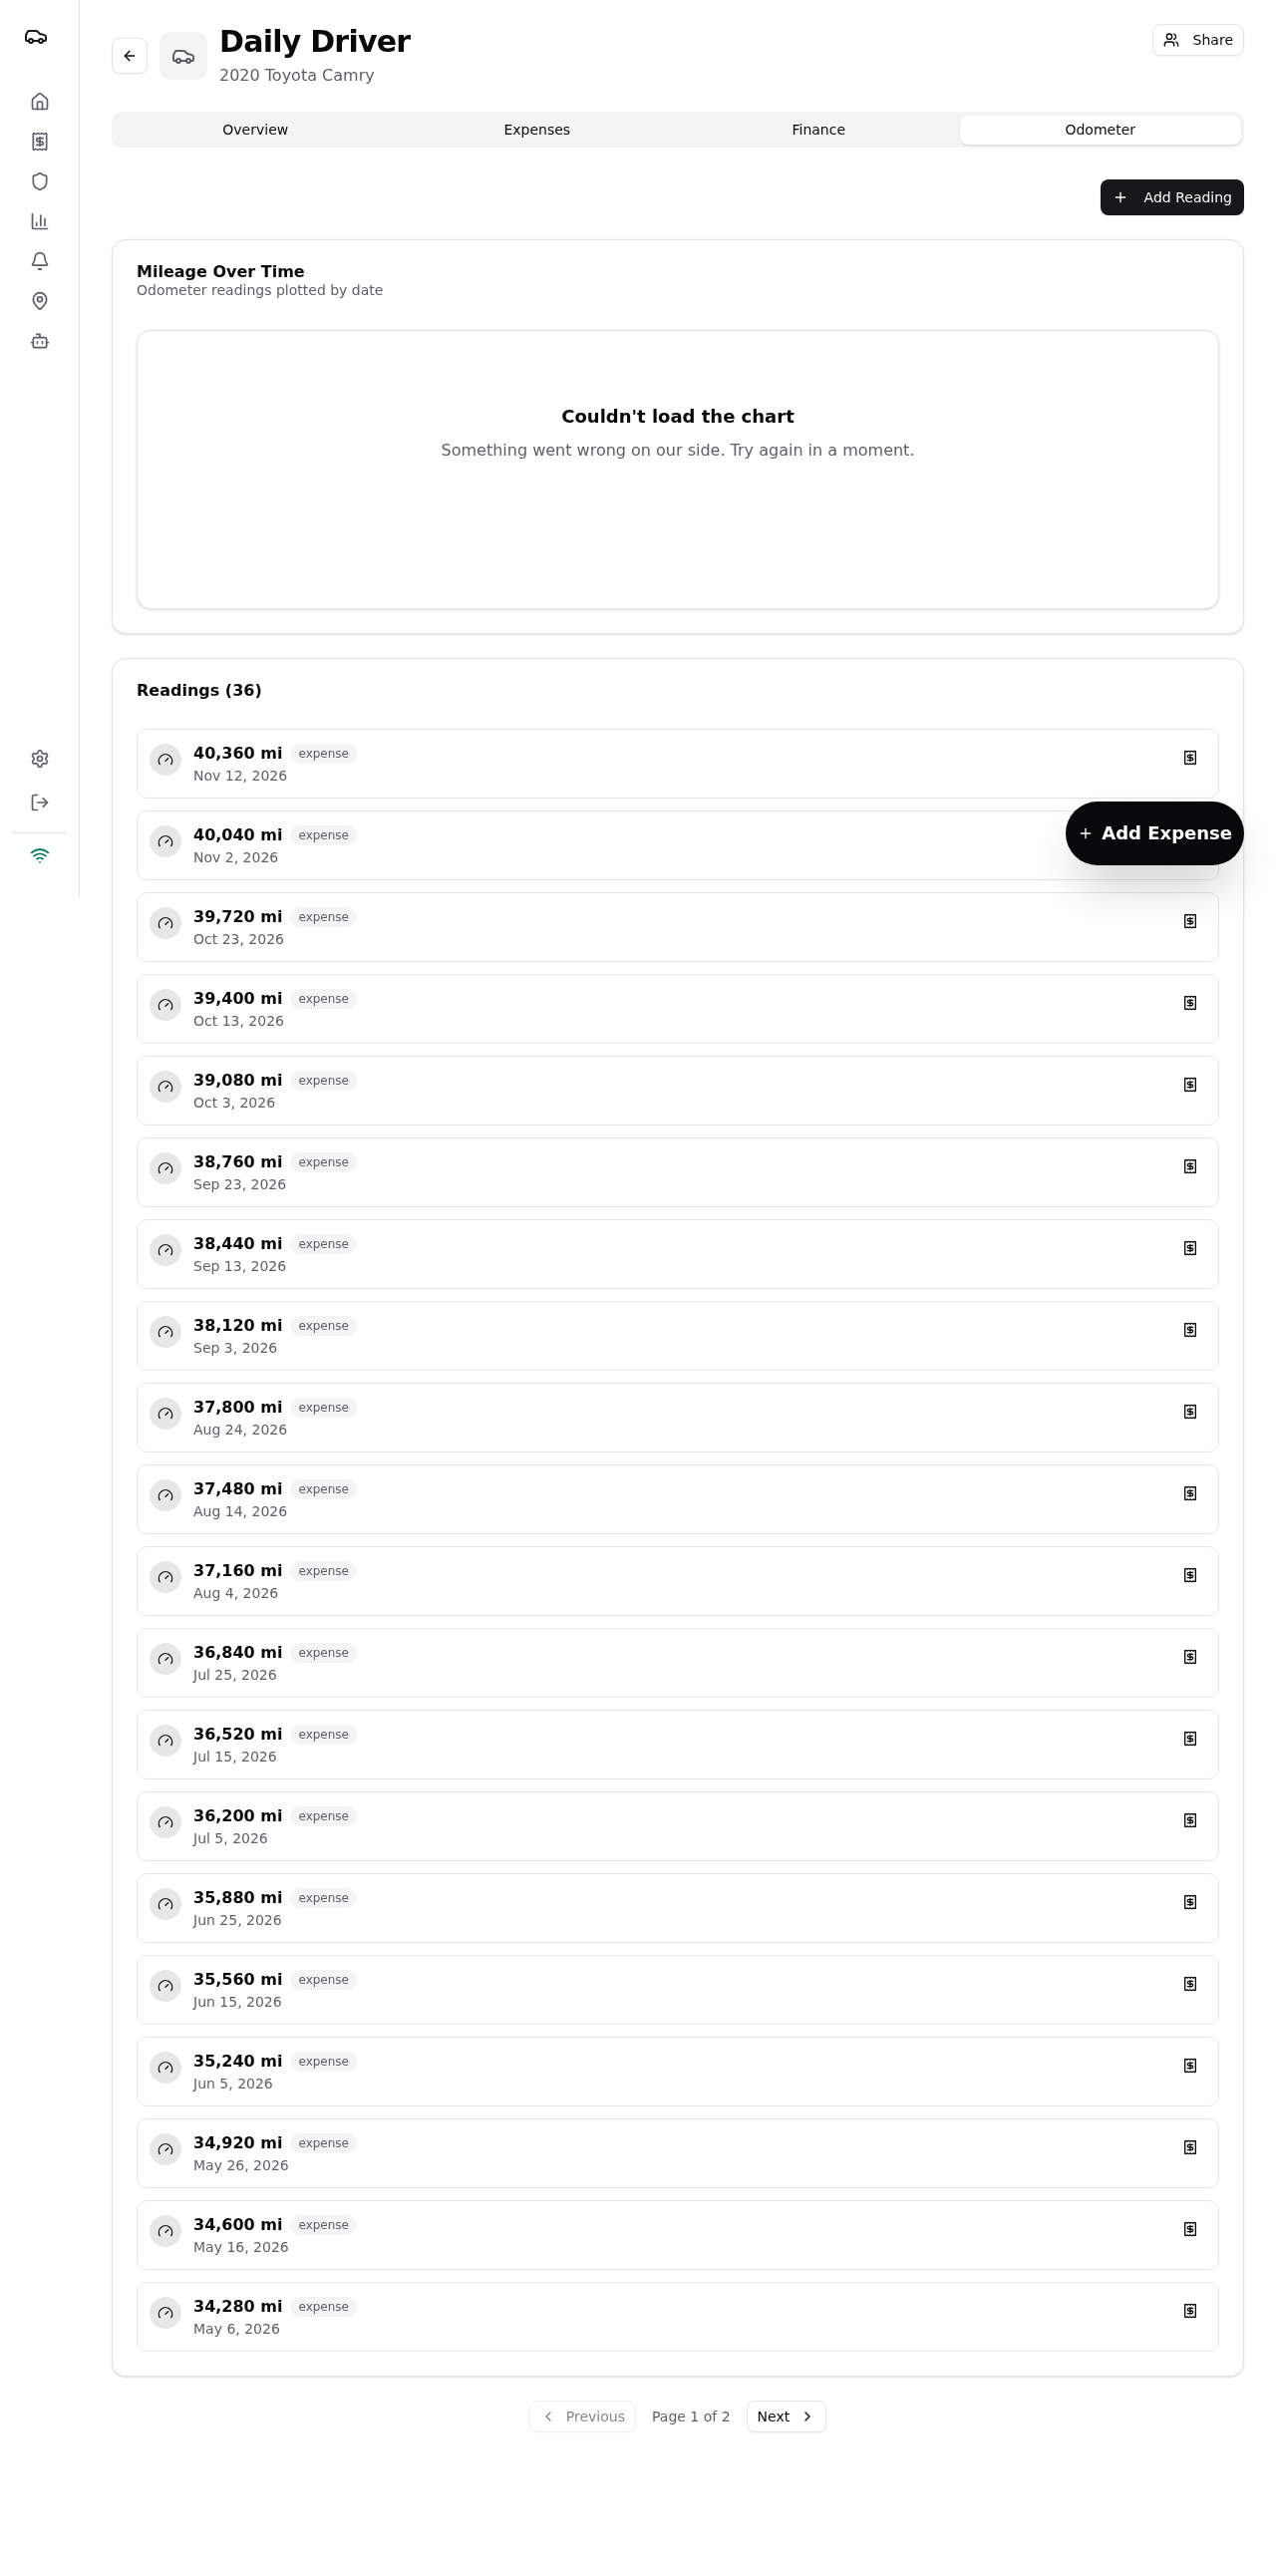 Daily Driver
2020 Toyota Camry
Share
Overview Expenses Finance Odometer
+ Add Reading
Mileage Over Time
Odometer readings plotted by date
Couldn't load the chart
Something went wrong on our side. Try again in a moment.
Readings (36)
40,360 mi expense
Nov 12, 2026
40,040 mi expense
Nov 2, 2026
+ Add Expense
39,720 mi expense
Oct 23, 2026
39,400 mi expense
Oct 13, 2026
39,080 mi expense
Oct 3, 2026
38,760 mi expense
Sep 23, 2026
38,440 mi expense
Sep 13, 2026
38,120 mi expense
Sep 3, 2026
37,800 mi expense
Aug 24, 2026
37,480 mi expense
Aug 14, 2026
37,160 mi expense
Aug 4, 2026
36,840 mi expense
Jul 25, 2026
36,520 mi expense
Jul 15, 2026
36,200 mi expense
Jul 5, 2026
35,880 mi expense
Jun 25, 2026
35,560 mi expense
Jun 15, 2026
35,240 mi expense
Jun 5, 2026
34,920 mi expense
May 26, 2026
34,600 mi expense
May 16, 2026
34,280 mi expense
May 6, 2026
Previous Page 1 of 2 Next